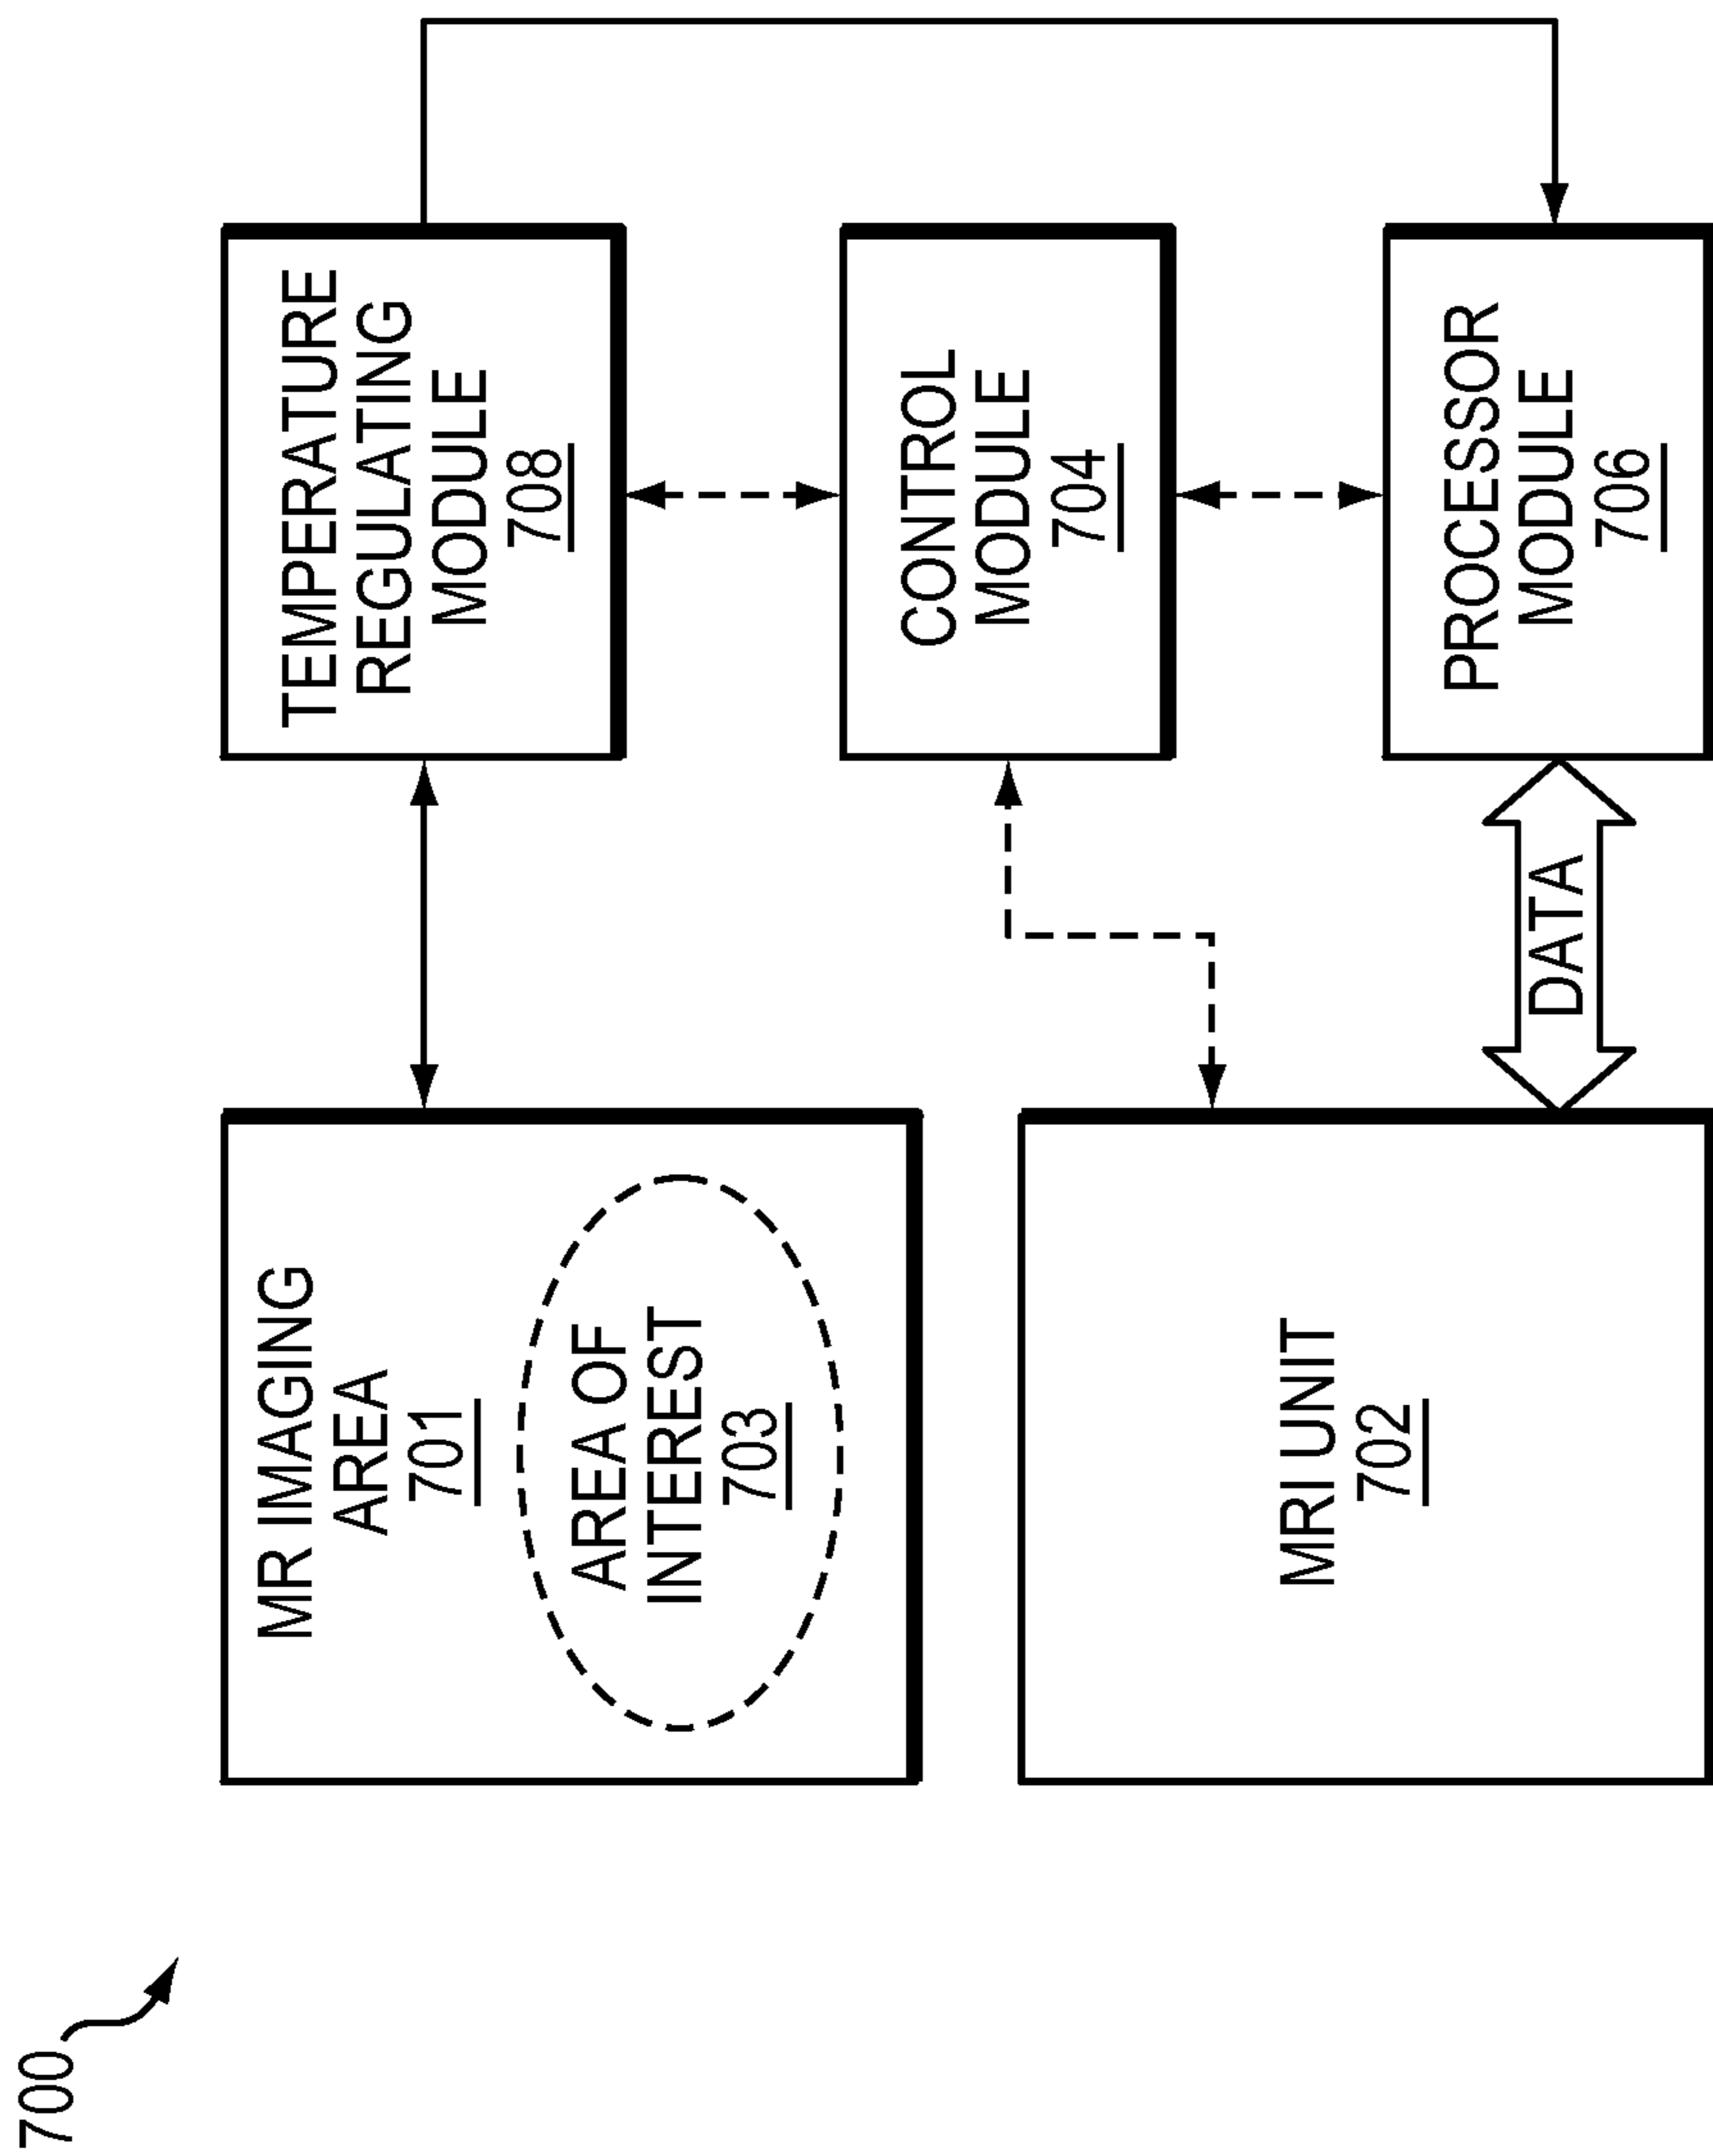 700
MR IMAGING
AREA
701
AREA OF
INTEREST
703
MRI UNIT
702
DATA
TEMPERATURE
REGULATING
MODULE
708
CONTROL
MODULE
704
PROCESSOR
MODULE
706